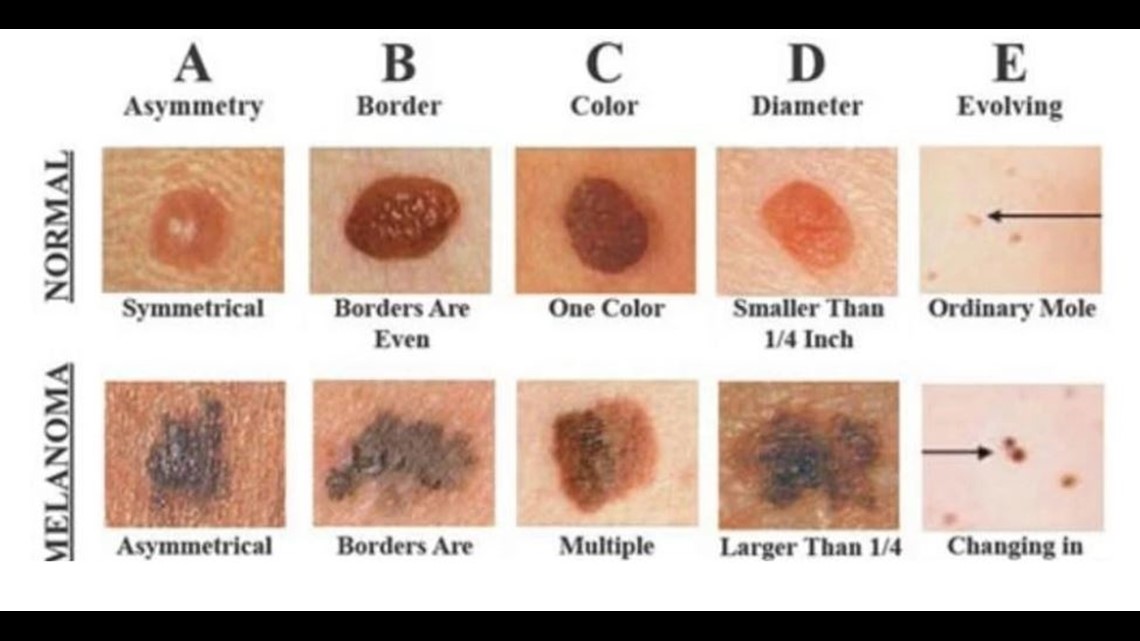 A B C D E
Asymmetry Border Color Diameter Evolving
NORMAL
Symmetrical Borders Are One Color Smaller Than Ordinary Mole
Even 1/4 Inch
MELANOMA
Asymmetrical Borders Are Multiple Larger Than 1/4 Changing in